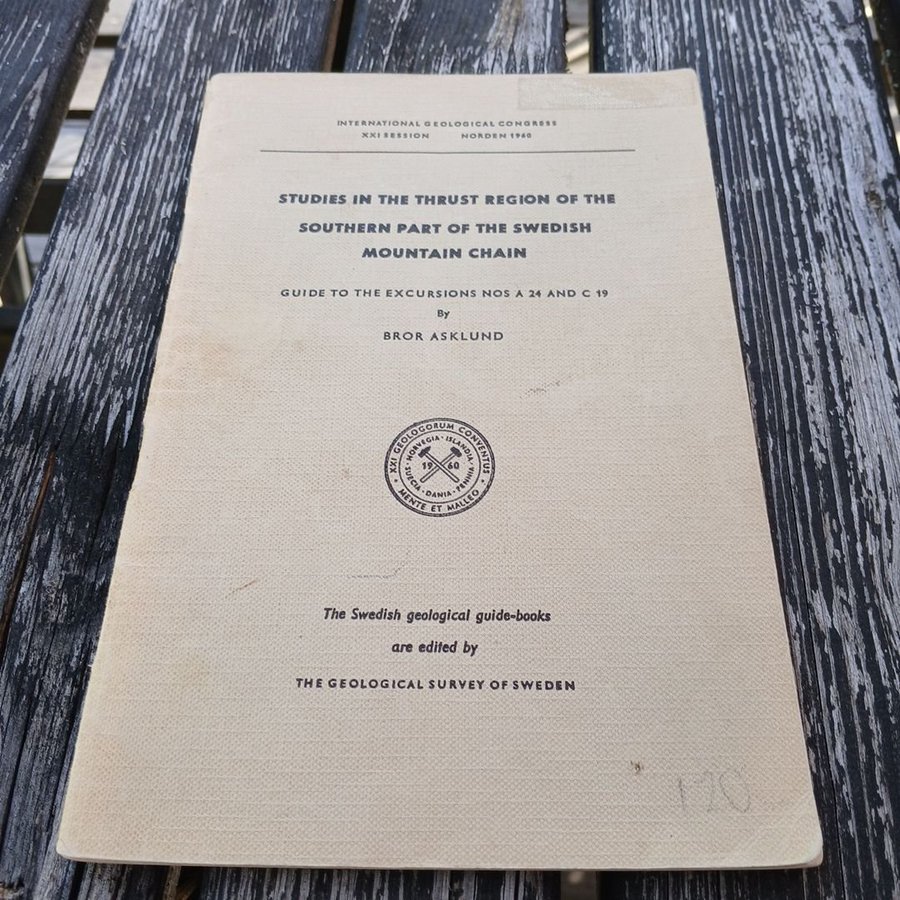 INTERNATIONAL GEOLOGICAL CONGRESS
XXI SESSION NORDEN 1960
STUDIES IN THE THRUST REGION OF THE
SOUTHERN PART OF THE SWEDISH
MOUNTAIN CHAIN
GUIDE TO THE EXCURSIONS NOS A 24 AND C 19
By
BROR ASKLUND
XXI GEOLOGORUM CONVENTUS
NORVEGIA · ISLANDIA
19 60
SUECIA · DANIA · FENNIA
MENTE ET MALLEO
The Swedish geological guide-books
are edited by
THE GEOLOGICAL SURVEY OF SWEDEN
120